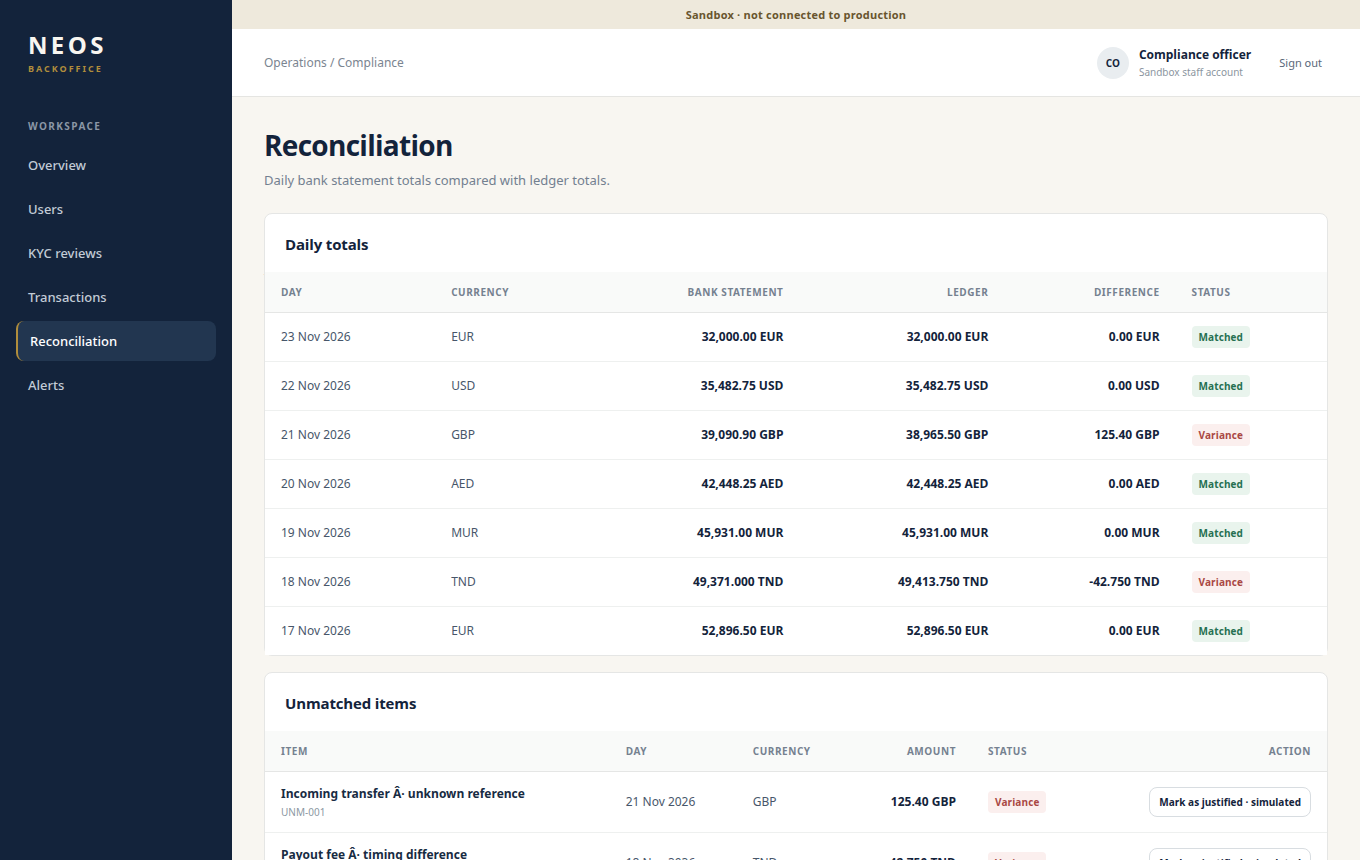 Sandbox · not connected to production
NEOS
BACKOFFICE
Operations / Compliance
CO
Compliance officer
Sandbox staff account
Sign out
WORKSPACE
Overview
Users
KYC reviews
Transactions
Reconciliation
Alerts
Reconciliation
Daily bank statement totals compared with ledger totals.
Daily totals
DAY CURRENCY BANK STATEMENT LEDGER DIFFERENCE STATUS
23 Nov 2026 EUR 32,000.00 EUR 32,000.00 EUR 0.00 EUR Matched
22 Nov 2026 USD 35,482.75 USD 35,482.75 USD 0.00 USD Matched
21 Nov 2026 GBP 39,090.90 GBP 38,965.50 GBP 125.40 GBP Variance
20 Nov 2026 AED 42,448.25 AED 42,448.25 AED 0.00 AED Matched
19 Nov 2026 MUR 45,931.00 MUR 45,931.00 MUR 0.00 MUR Matched
18 Nov 2026 TND 49,371.000 TND 49,413.750 TND -42.750 TND Variance
17 Nov 2026 EUR 52,896.50 EUR 52,896.50 EUR 0.00 EUR Matched
Unmatched items
ITEM DAY CURRENCY AMOUNT STATUS ACTION
Incoming transfer Â· unknown reference
UNM-001
21 Nov 2026 GBP 125.40 GBP Variance Mark as justified · simulated
Payout fee Â· timing difference